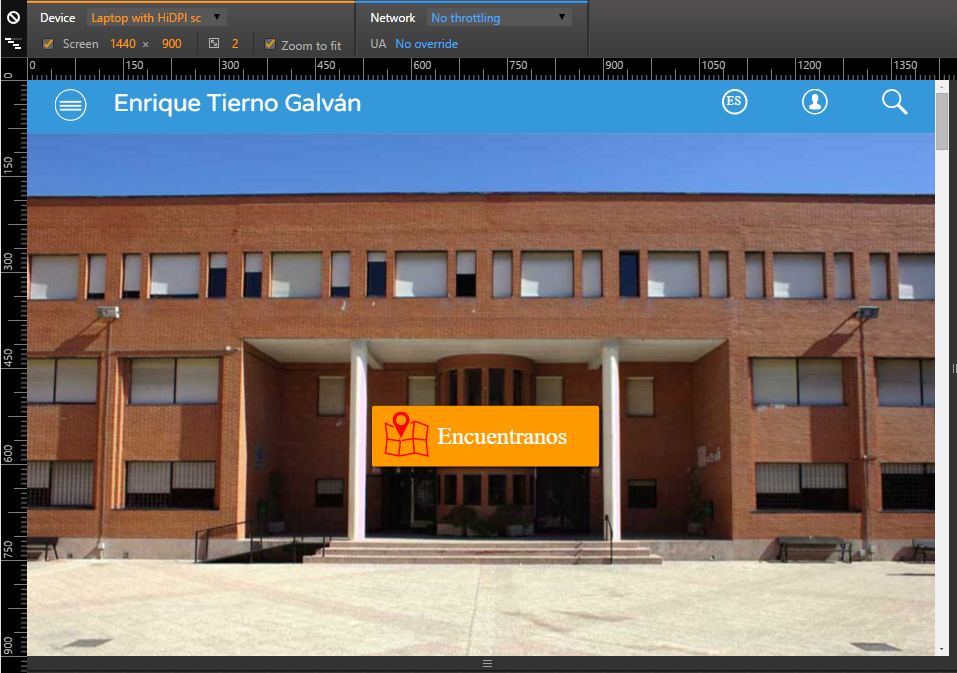 Device Laptop with HiDPI sc Network No throttling
Screen 1440 × 900 2 Zoom to fit UA No override
0 150 300 450 600 750 900 1050 1200 1350
0
150
300
450
600
750
900
Enrique Tierno Galván ES
Encuentranos